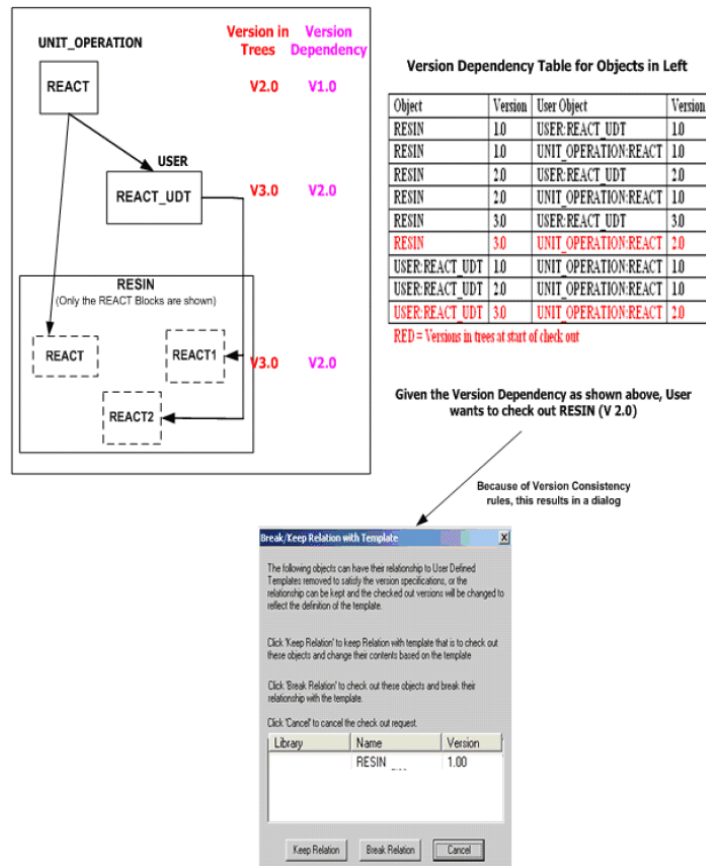 UNIT_OPERATION
Version in Trees
Version Dependency
REACT
V2.0
V1.0
USER
REACT_UDT
V3.0
V2.0
RESIN
(Only the REACT Blocks are shown)
REACT
REACT1
REACT2
V3.0
V2.0
Version Dependency Table for Objects in Left
Object Version User Object Version
RESIN 1.0 USER:REACT_UDT 1.0
RESIN 1.0 UNIT_OPERATION:REACT 1.0
RESIN 2.0 USER:REACT_UDT 2.0
RESIN 2.0 UNIT_OPERATION:REACT 1.0
RESIN 3.0 USER:REACT_UDT 3.0
RESIN 3.0 UNIT_OPERATION:REACT 2.0
USER:REACT_UDT 1.0 UNIT_OPERATION:REACT 1.0
USER:REACT_UDT 2.0 UNIT_OPERATION:REACT 1.0
USER:REACT_UDT 3.0 UNIT_OPERATION:REACT 2.0
RED = Versions in trees at start of check out
Given the Version Dependency as shown above, User
wants to check out RESIN (V 2.0)
Because of Version Consistency
rules, this results in a dialog
Break/Keep Relation with Template
The following objects can have their relationship to User Defined
Templates removed to satisfy the version specifications, or the
relationship can be kept and the checked out versions will be changed to
reflect the definition of the template.
Click 'Keep Relation' to keep Relation with template that is to check out
these objects and change their contents based on the template
Click 'Break Relation' to check out these objects and break their
relationship with the template.
Click 'Cancel' to cancel the check out request.
Library Name Version
RESIN 1.00
Keep Relation Break Relation Cancel